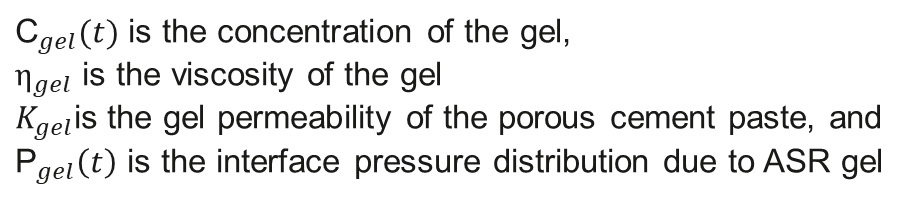 C_gel(t) is the concentration of the gel,
η_gel is the viscosity of the gel
K_gel is the gel permeability of the porous cement paste, and
P_gel(t) is the interface pressure distribution due to ASR gel